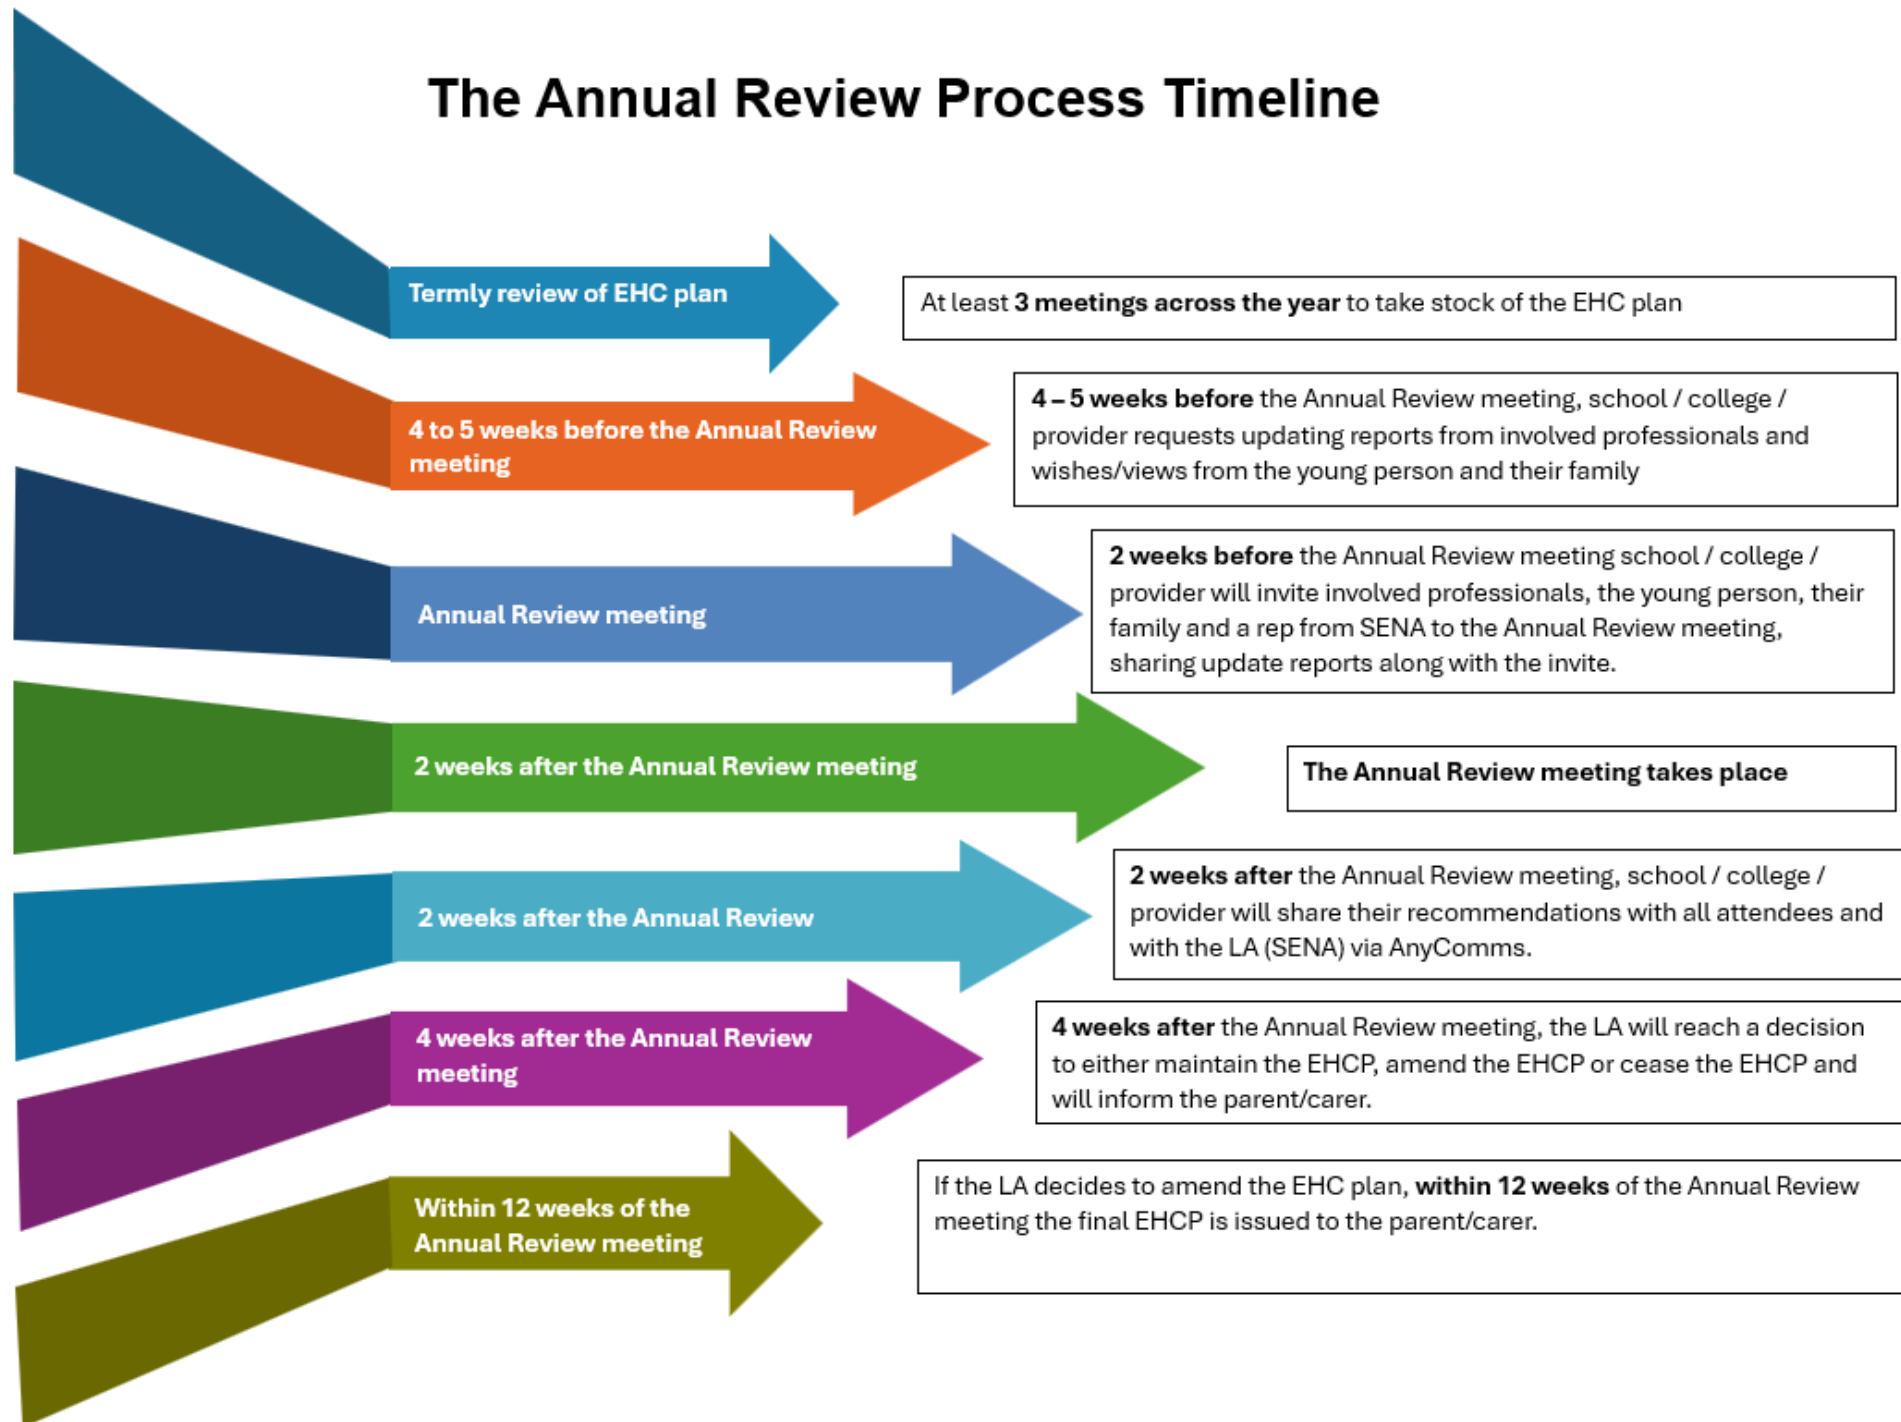 The Annual Review Process Timeline
Termly review of EHC plan
At least 3 meetings across the year to take stock of the EHC plan
4 to 5 weeks before the Annual Review
meeting
4 – 5 weeks before the Annual Review meeting, school / college /
provider requests updating reports from involved professionals and
wishes/views from the young person and their family
Annual Review meeting
2 weeks before the Annual Review meeting school / college /
provider will invite involved professionals, the young person, their
family and a rep from SENA to the Annual Review meeting,
sharing update reports along with the invite.
2 weeks after the Annual Review meeting
The Annual Review meeting takes place
2 weeks after the Annual Review
2 weeks after the Annual Review meeting, school / college /
provider will share their recommendations with all attendees and
with the LA (SENA) via AnyComms.
4 weeks after the Annual Review
meeting
4 weeks after the Annual Review meeting, the LA will reach a decision
to either maintain the EHCP, amend the EHCP or cease the EHCP and
will inform the parent/carer.
Within 12 weeks of the
Annual Review meeting
If the LA decides to amend the EHC plan, within 12 weeks of the Annual Review
meeting the final EHCP is issued to the parent/carer.